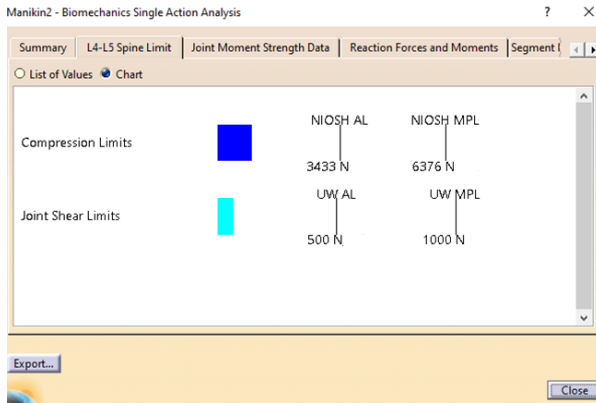 Manikin2 - Biomechanics Single Action Analysis ? ×
Summary L4-L5 Spine Limit Joint Moment Strength Data Reaction Forces and Moments Segment
List of Values Chart
NIOSH AL NIOSH MPL
Compression Limits
3433 N 6376 N
UW AL UW MPL
Joint Shear Limits
500 N 1000 N
Export...
Close